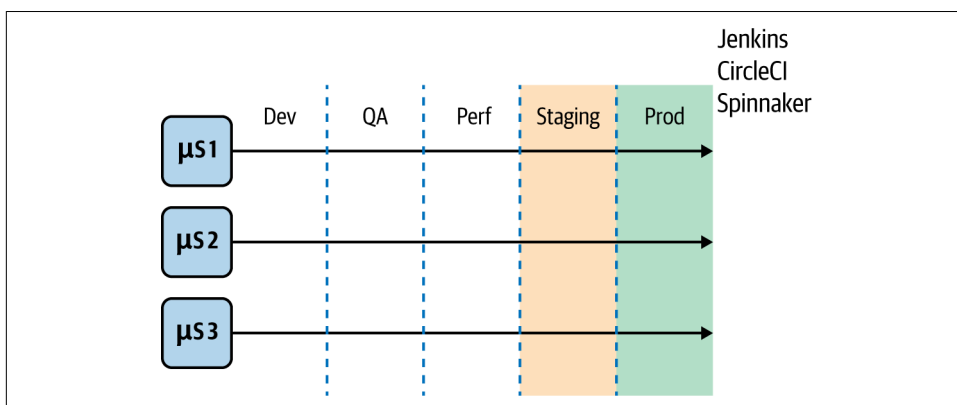 Jenkins
CircleCI
Spinnaker
Dev QA Perf Staging Prod
μS1
μS2
μS3